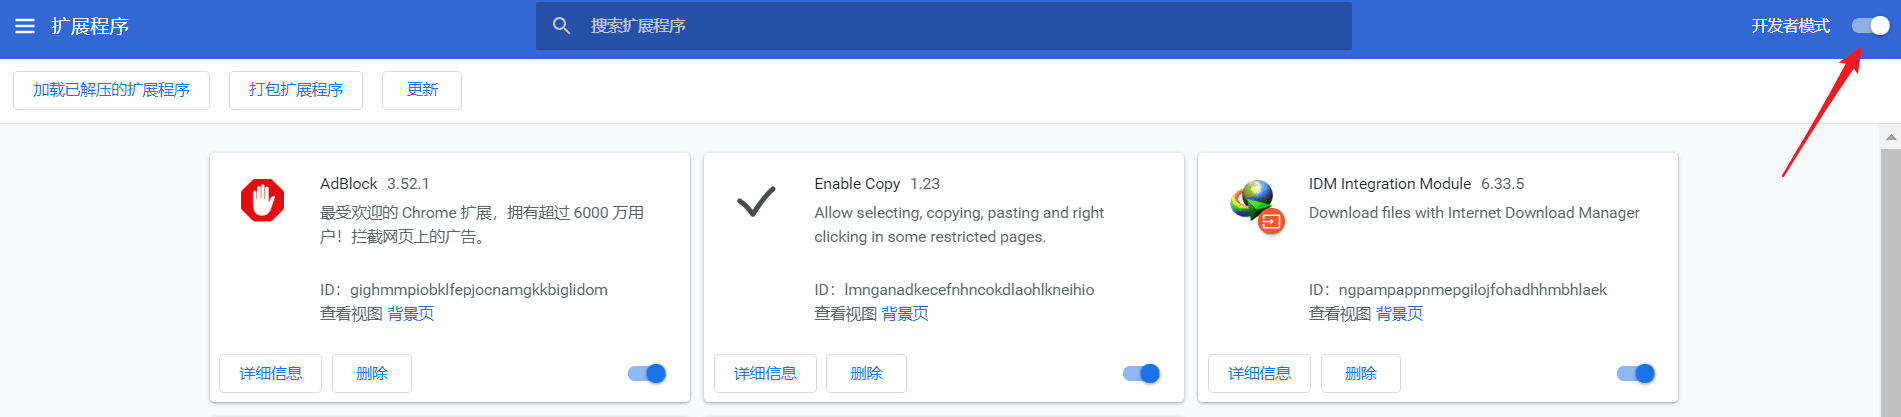 扩展程序
搜索扩展程序
开发者模式
加载已解压的扩展程序
打包扩展程序
更新
AdBlock 3.52.1
最受欢迎的 Chrome 扩展，拥有超过 6000 万用
户！拦截网页上的广告。
ID：gighmmpiobklfepjocnamgkkbiglidom
查看视图 背景页
详细信息
删除
Enable Copy 1.23
Allow selecting, copying, pasting and right
clicking in some restricted pages.
ID：lmnganadkecefnhncokdlaohlkneihio
查看视图 背景页
详细信息
删除
IDM Integration Module 6.33.5
Download files with Internet Download Manager
ID：ngpampappnmepgilojfohadhhmbhlaek
查看视图 背景页
详细信息
删除